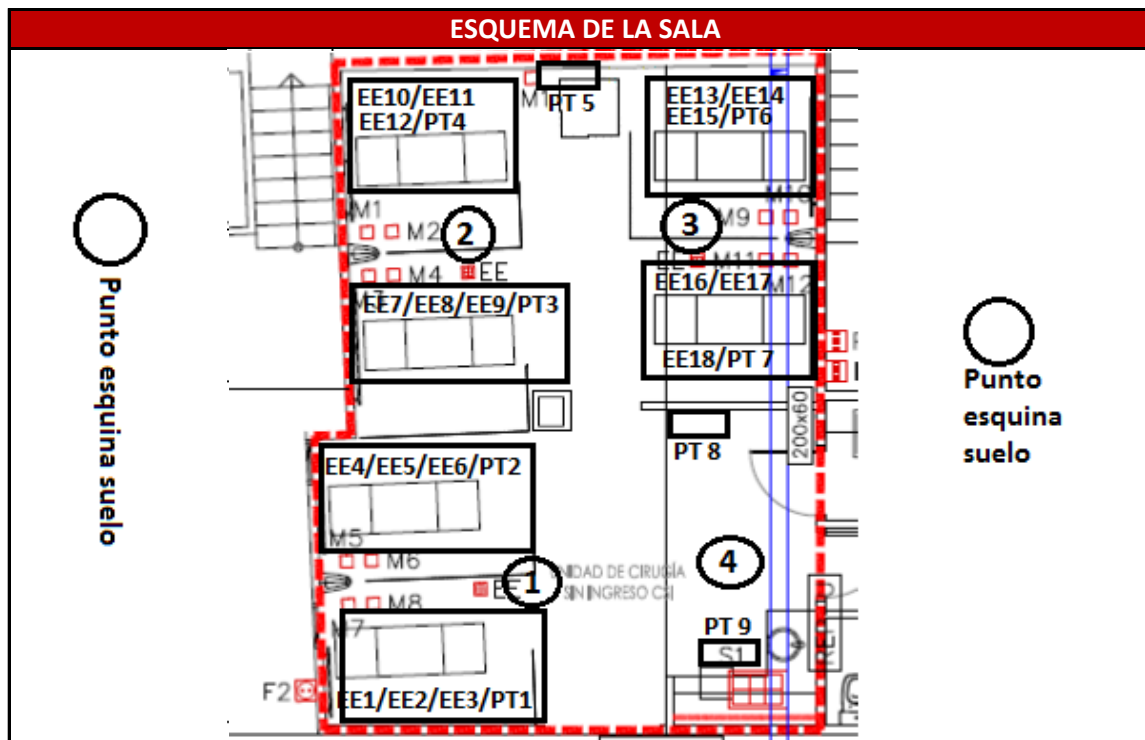 ESQUEMA DE LA SALA
EE10/EE11
EE12/PT4
M1
PT 5
EE13/EE14
EE15/PT6
M1
M2
2
3
M9
M10
M4
EE
M11
M12
EE7/EE8/EE9/PT3
EE16/EE17
EE18/PT 7
Punto esquina suelo
Punto
esquina
suelo
200x60
PT 8
EE4/EE5/EE6/PT2
M5
M6
1
4
UNIDAD DE CIRUGÍA
SIN INGRESO CSI
EE
M8
M7
PT 9
S1
F2
EE1/EE2/EE3/PT1